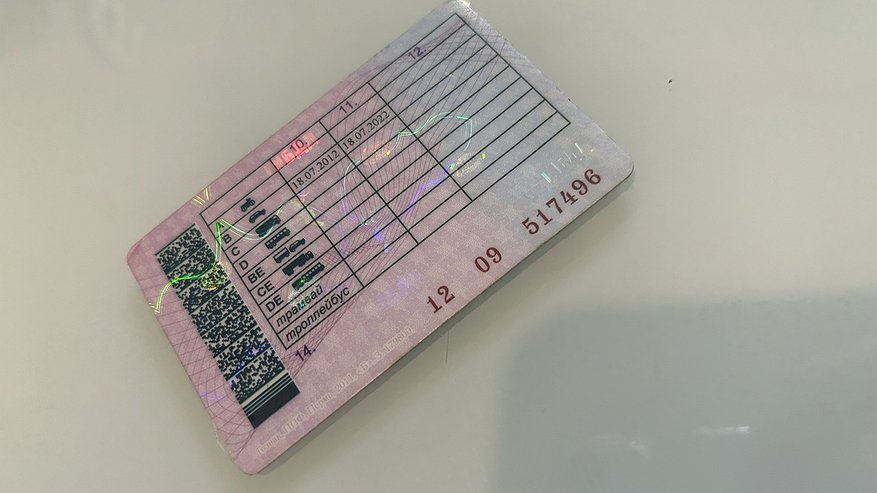 10. 11. 12.
B 18.07.2012 18.07.2022
C
D
BE
CE
DE
трамвай
троллейбус
14.
12 09 517496